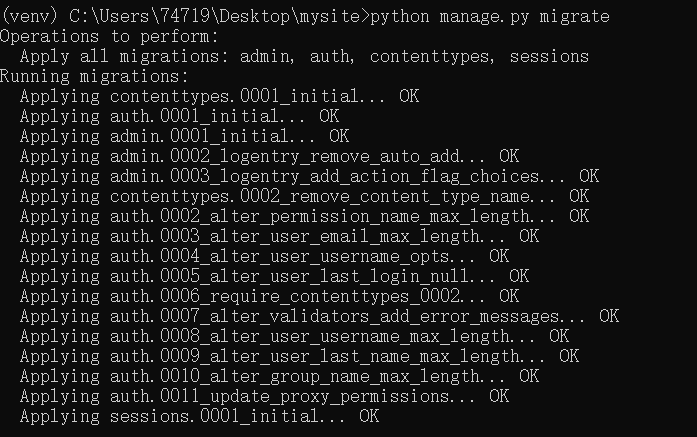 (venv) C:\Users\74719\Desktop\mysite>python manage.py migrate
Operations to perform:
  Apply all migrations: admin, auth, contenttypes, sessions
Running migrations:
  Applying contenttypes.0001_initial... OK
  Applying auth.0001_initial... OK
  Applying admin.0001_initial... OK
  Applying admin.0002_logentry_remove_auto_add... OK
  Applying admin.0003_logentry_add_action_flag_choices... OK
  Applying contenttypes.0002_remove_content_type_name... OK
  Applying auth.0002_alter_permission_name_max_length... OK
  Applying auth.0003_alter_user_email_max_length... OK
  Applying auth.0004_alter_user_username_opts... OK
  Applying auth.0005_alter_user_last_login_null... OK
  Applying auth.0006_require_contenttypes_0002... OK
  Applying auth.0007_alter_validators_add_error_messages... OK
  Applying auth.0008_alter_user_username_max_length... OK
  Applying auth.0009_alter_user_last_name_max_length... OK
  Applying auth.0010_alter_group_name_max_length... OK
  Applying auth.0011_update_proxy_permissions... OK
  Applying sessions.0001_initial... OK